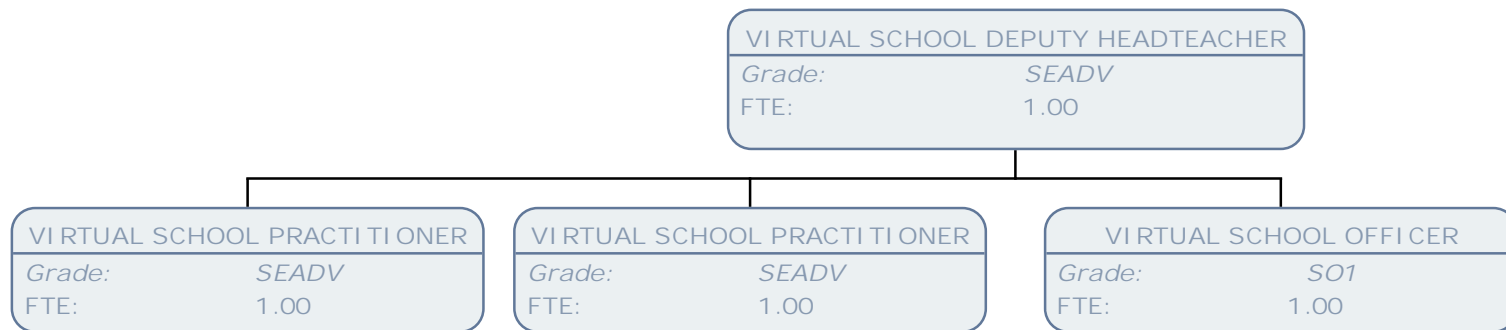 VIRTUAL SCHOOL DEPUTY HEADTEACHER
Grade: SEADV
FTE: 1.00
VIRTUAL SCHOOL PRACTITIONER
Grade: SEADV
FTE: 1.00
VIRTUAL SCHOOL PRACTITIONER
Grade: SEADV
FTE: 1.00
VIRTUAL SCHOOL OFFICER
Grade: SO1
FTE: 1.00